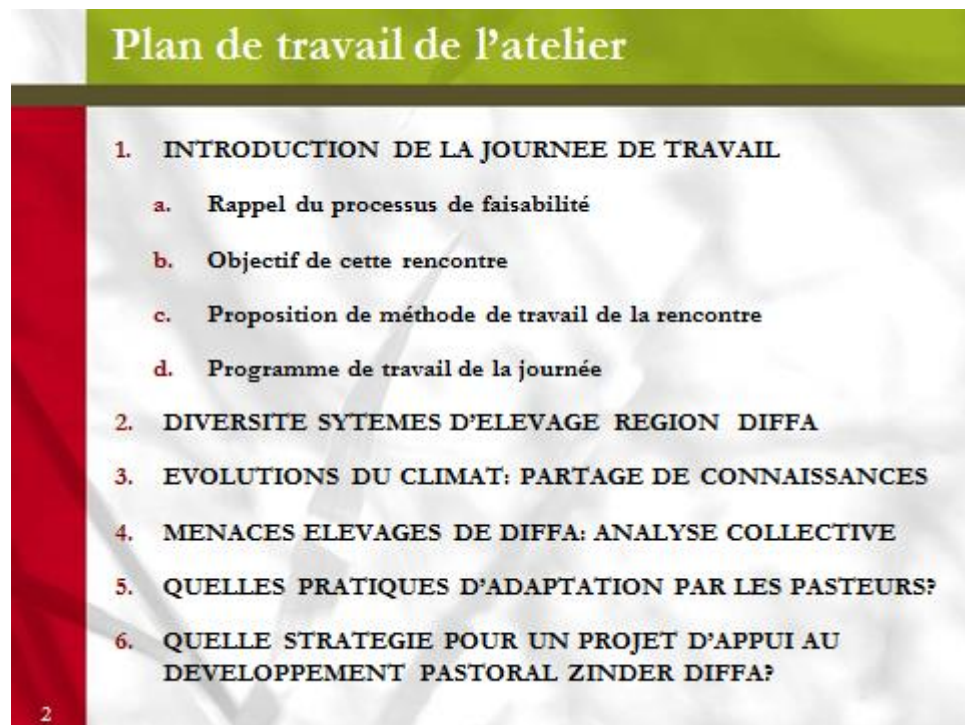 Plan de travail de l’atelier
1. INTRODUCTION DE LA JOURNEE DE TRAVAIL
a. Rappel du processus de faisabilité
b. Objectif de cette rencontre
c. Proposition de méthode de travail de la rencontre
d. Programme de travail de la journée
2. DIVERSITE SYTEMES D’ELEVAGE REGION DIFFA
3. EVOLUTIONS DU CLIMAT: PARTAGE DE CONNAISSANCES
4. MENACES ELEVAGES DE DIFFA: ANALYSE COLLECTIVE
5. QUELLES PRATIQUES D’ADAPTATION PAR LES PASTEURS?
6. QUELLE STRATEGIE POUR UN PROJET D’APPUI AU
DEVELOPPEMENT PASTORAL ZINDER DIFFA?
2